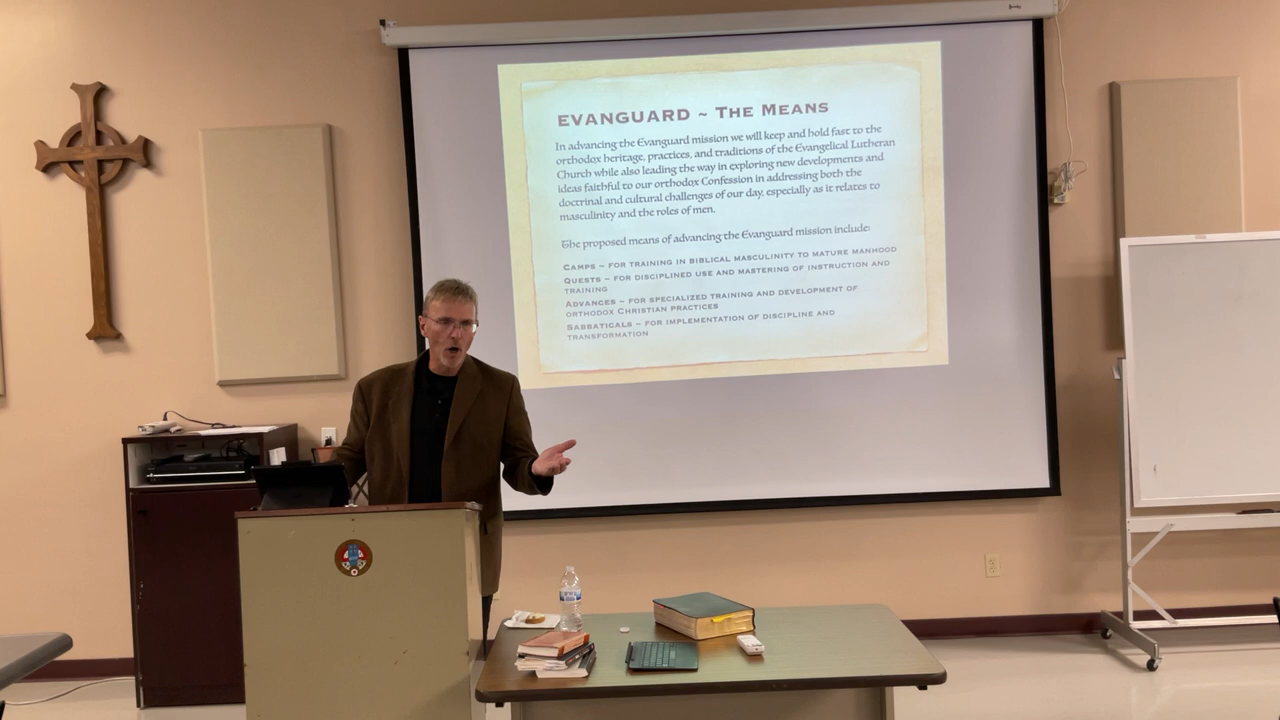 EVANGUARD ~ THE MEANS
In advancing the Evanguard mission we will keep and hold fast to the
orthodox heritage, practices, and traditions of the Evangelical Lutheran
Church while also leading the way in exploring new developments and
ideas faithful to our orthodox Confession in addressing both the
doctrinal and cultural challenges of our day, especially as it relates to
masculinity and the roles of men.
The proposed means of advancing the Evanguard mission include:
CAMPS ~ FOR TRAINING IN BIBLICAL MASCULINITY TO MATURE MANHOOD
QUESTS ~ FOR DISCIPLINED USE AND MASTERING OF INSTRUCTION AND
TRAINING
ADVANCES ~ FOR SPECIALIZED TRAINING AND DEVELOPMENT OF
ORTHODOX CHRISTIAN PRACTICES
SABBATICALS ~ FOR IMPLEMENTATION OF DISCIPLINE AND
TRANSFORMATION